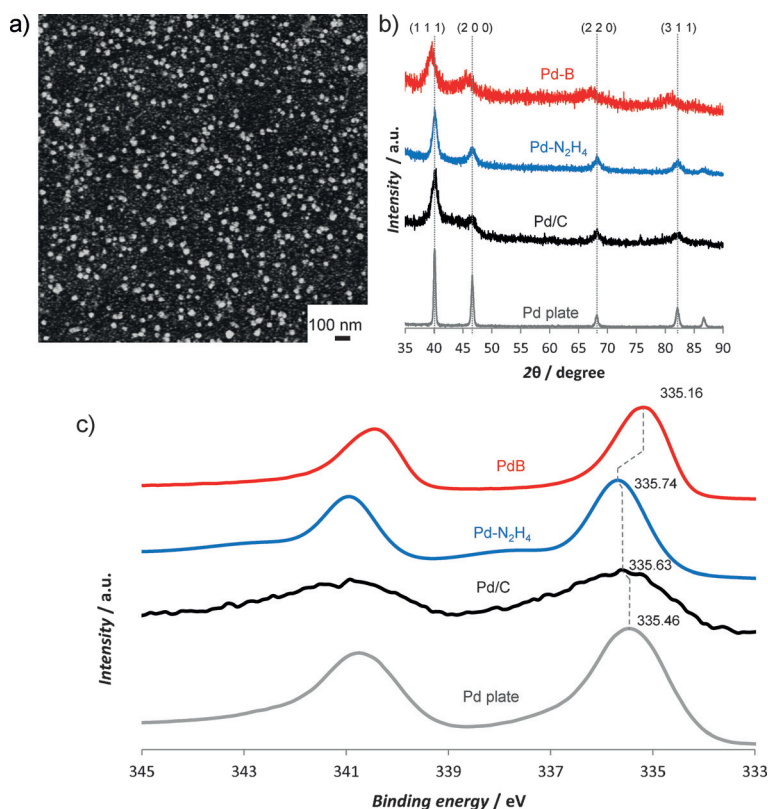 a)
100 nm
b)
(1 1 1) (2 0 0) (2 2 0) (3 1 1)
Pd-B
Pd-N₂H₄
Pd/C
Pd plate
Intensity / a.u.
35 40 45 50 55 60 65 70 75 80 85 90
2θ / degree
c)
335.16
PdB
335.74
Pd-N₂H₄
335.63
Pd/C
335.46
Pd plate
Intensity / a.u.
345 343 341 339 337 335 333
Binding energy / eV